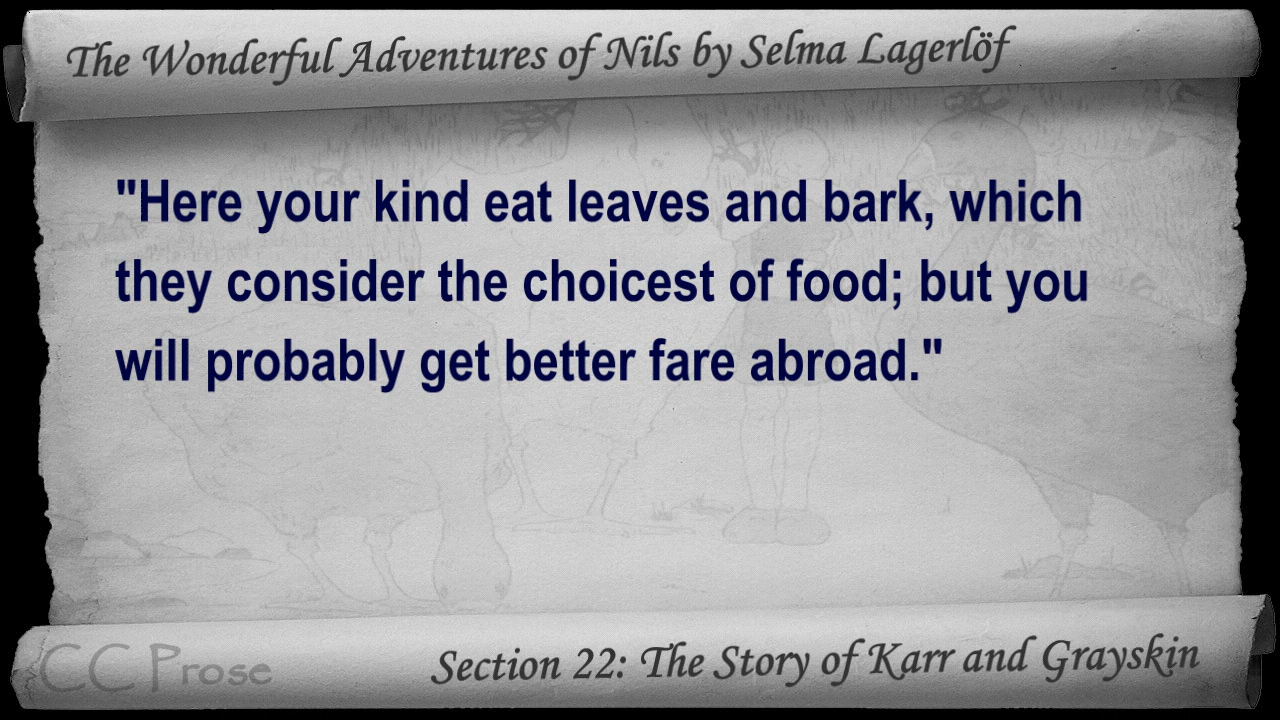 The Wonderful Adventures of Nils by Selma Lagerlöf
"Here your kind eat leaves and bark, which
they consider the choicest of food; but you
will probably get better fare abroad."
CC Prose
Section 22: The Story of Karr and Grayskin